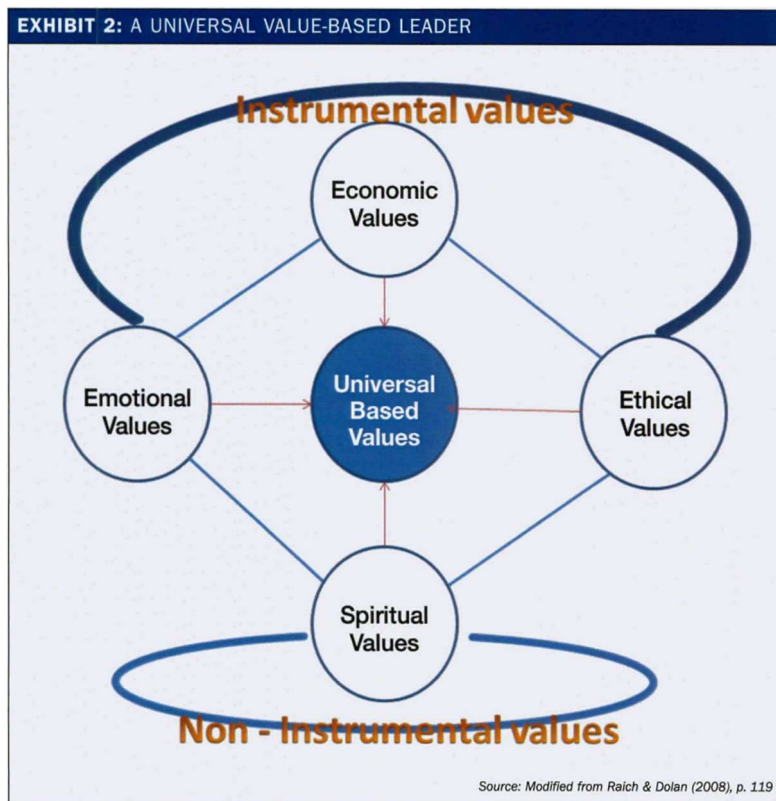 EXHIBIT 2: A UNIVERSAL VALUE-BASED LEADER
Instrumental values
Economic
Values
Emotional
Values
Universal
Based
Values
Ethical
Values
Spiritual
Values
Non - Instrumental values
Source: Modified from Raich & Dolan (2008), p. 119